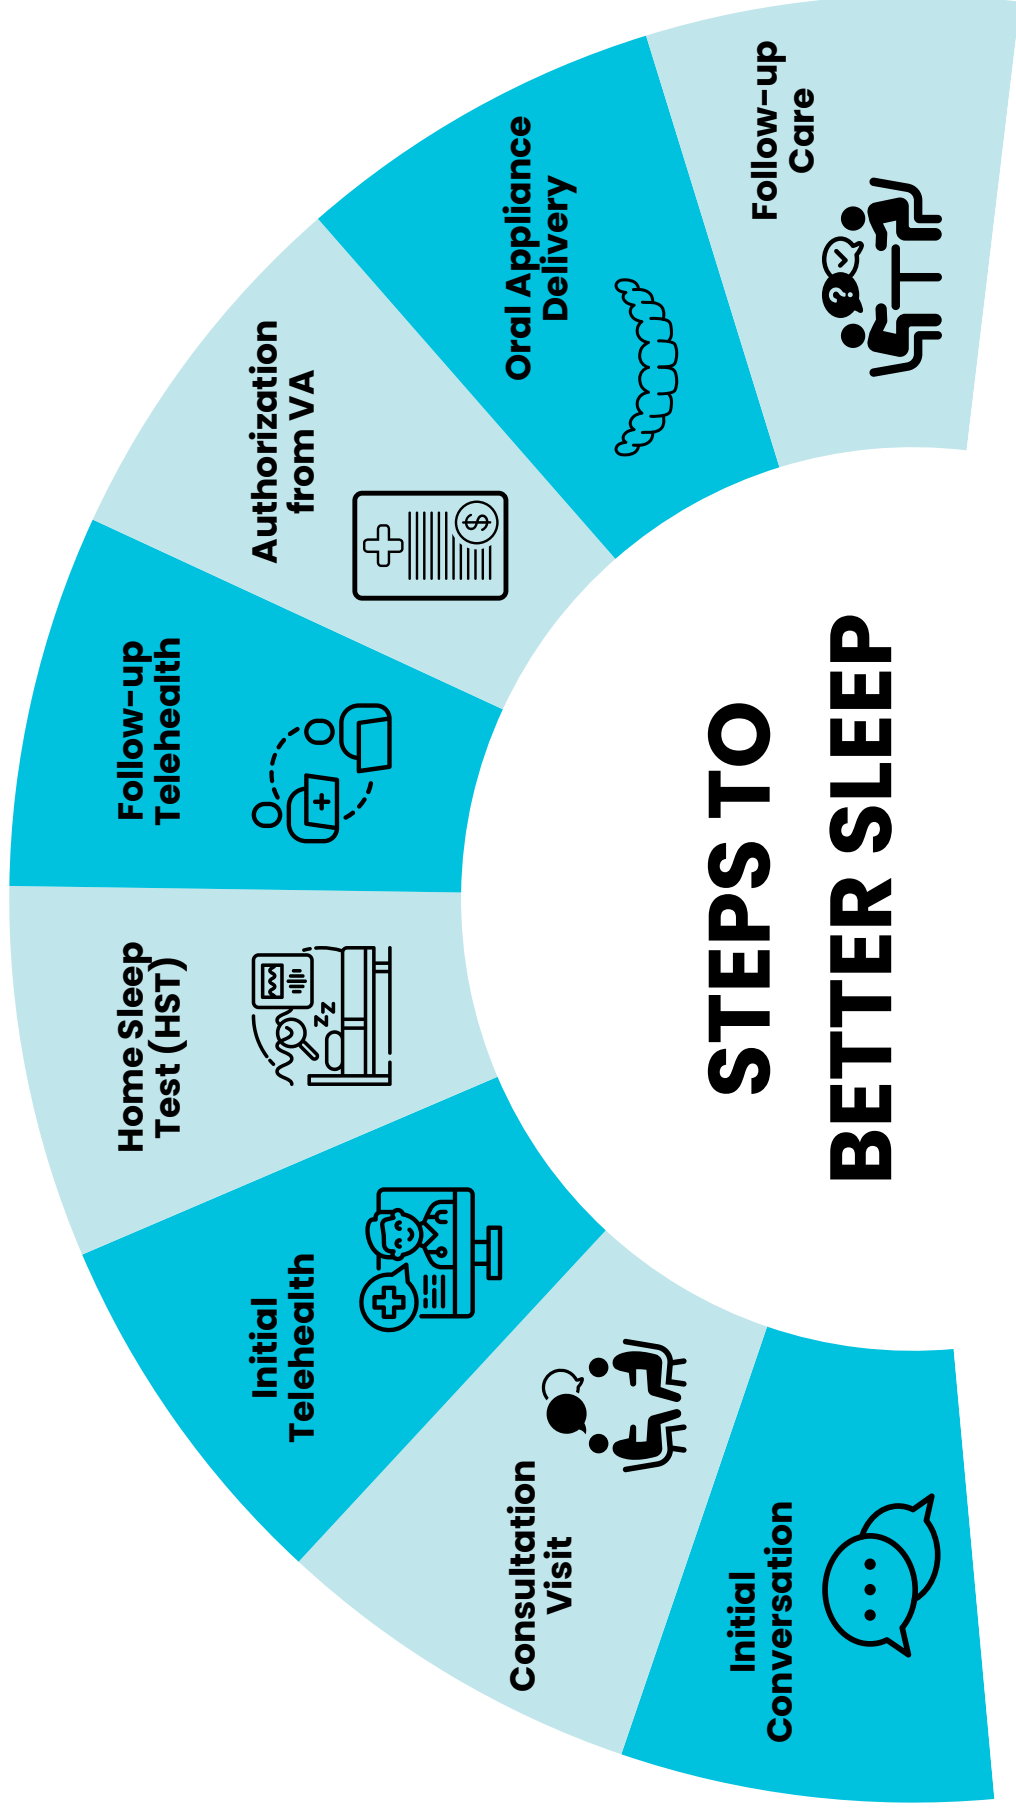 Initial
Conversation
Consultation
Visit
Initial
Telehealth
Home Sleep
Test (HST)
Follow-up
Telehealth
Authorization
from VA
Oral Appliance
Delivery
Follow-up
Care
?
$
zz
STEPS TO
BETTER SLEEP